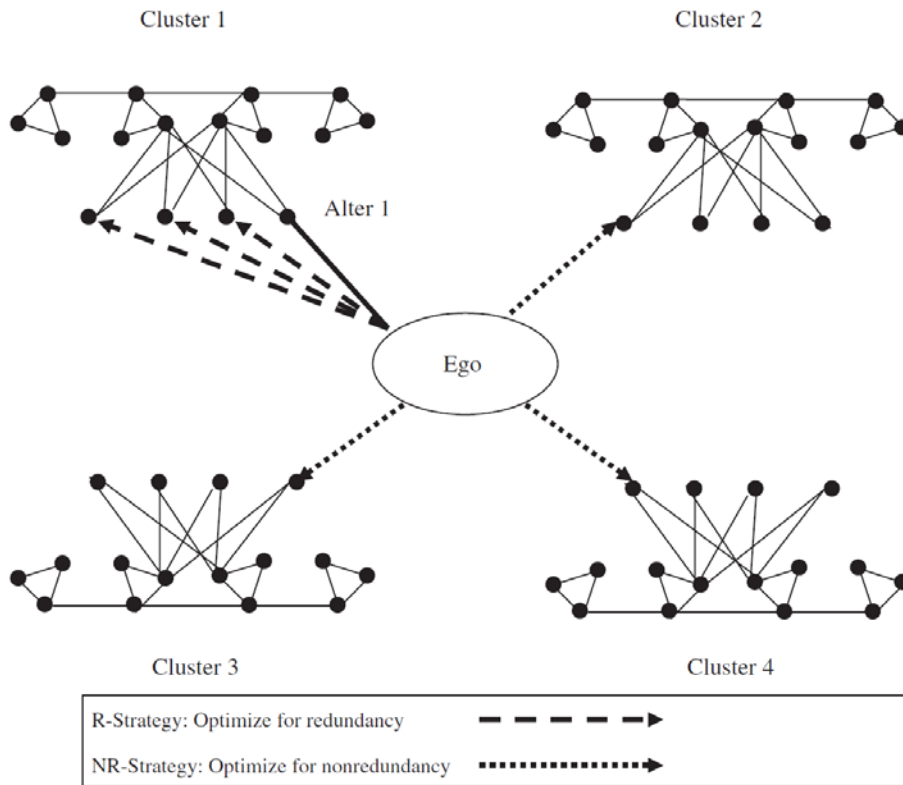 Cluster 1
Cluster 2
Alter 1
Ego
Cluster 3
Cluster 4
R-Strategy: Optimize for redundancy
NR-Strategy: Optimize for nonredundancy